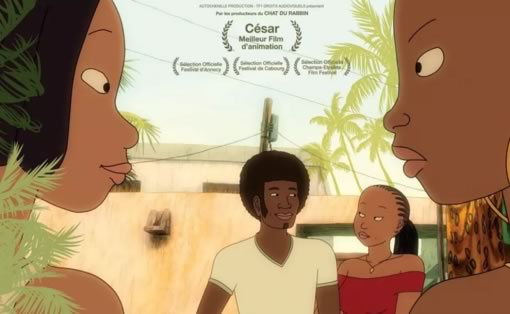 AUTOCHENILLE PRODUCTION - TF1 DROITS AUDIOVISUELS présentent
Par les producteurs du CHAT DU RABBIN
César
Meilleur Film
d'animation
Sélection Officielle
Festival d'Annecy
Sélection Officielle
Festival de Cabourg
Sélection Officielle
Champs Elysées
Film Festival